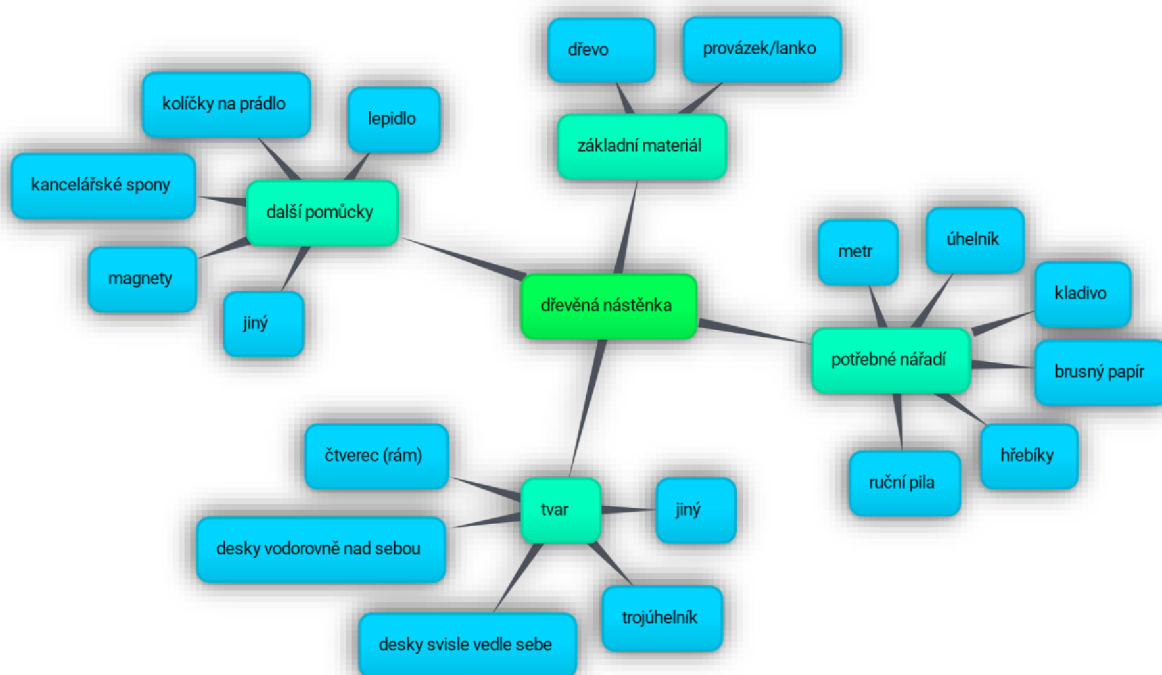 dřevo
provázek/lanko
základní materiál
kolíčky na prádlo
lepidlo
kancelářské spony
další pomůcky
magnety
jiný
dřevěná nástěnka
metr
úhelník
kladivo
potřebné nářadí
brusný papír
hřebíky
ruční pila
čtverec (rám)
tvar
jiný
desky vodorovně nad sebou
trojúhelník
desky svisle vedle sebe